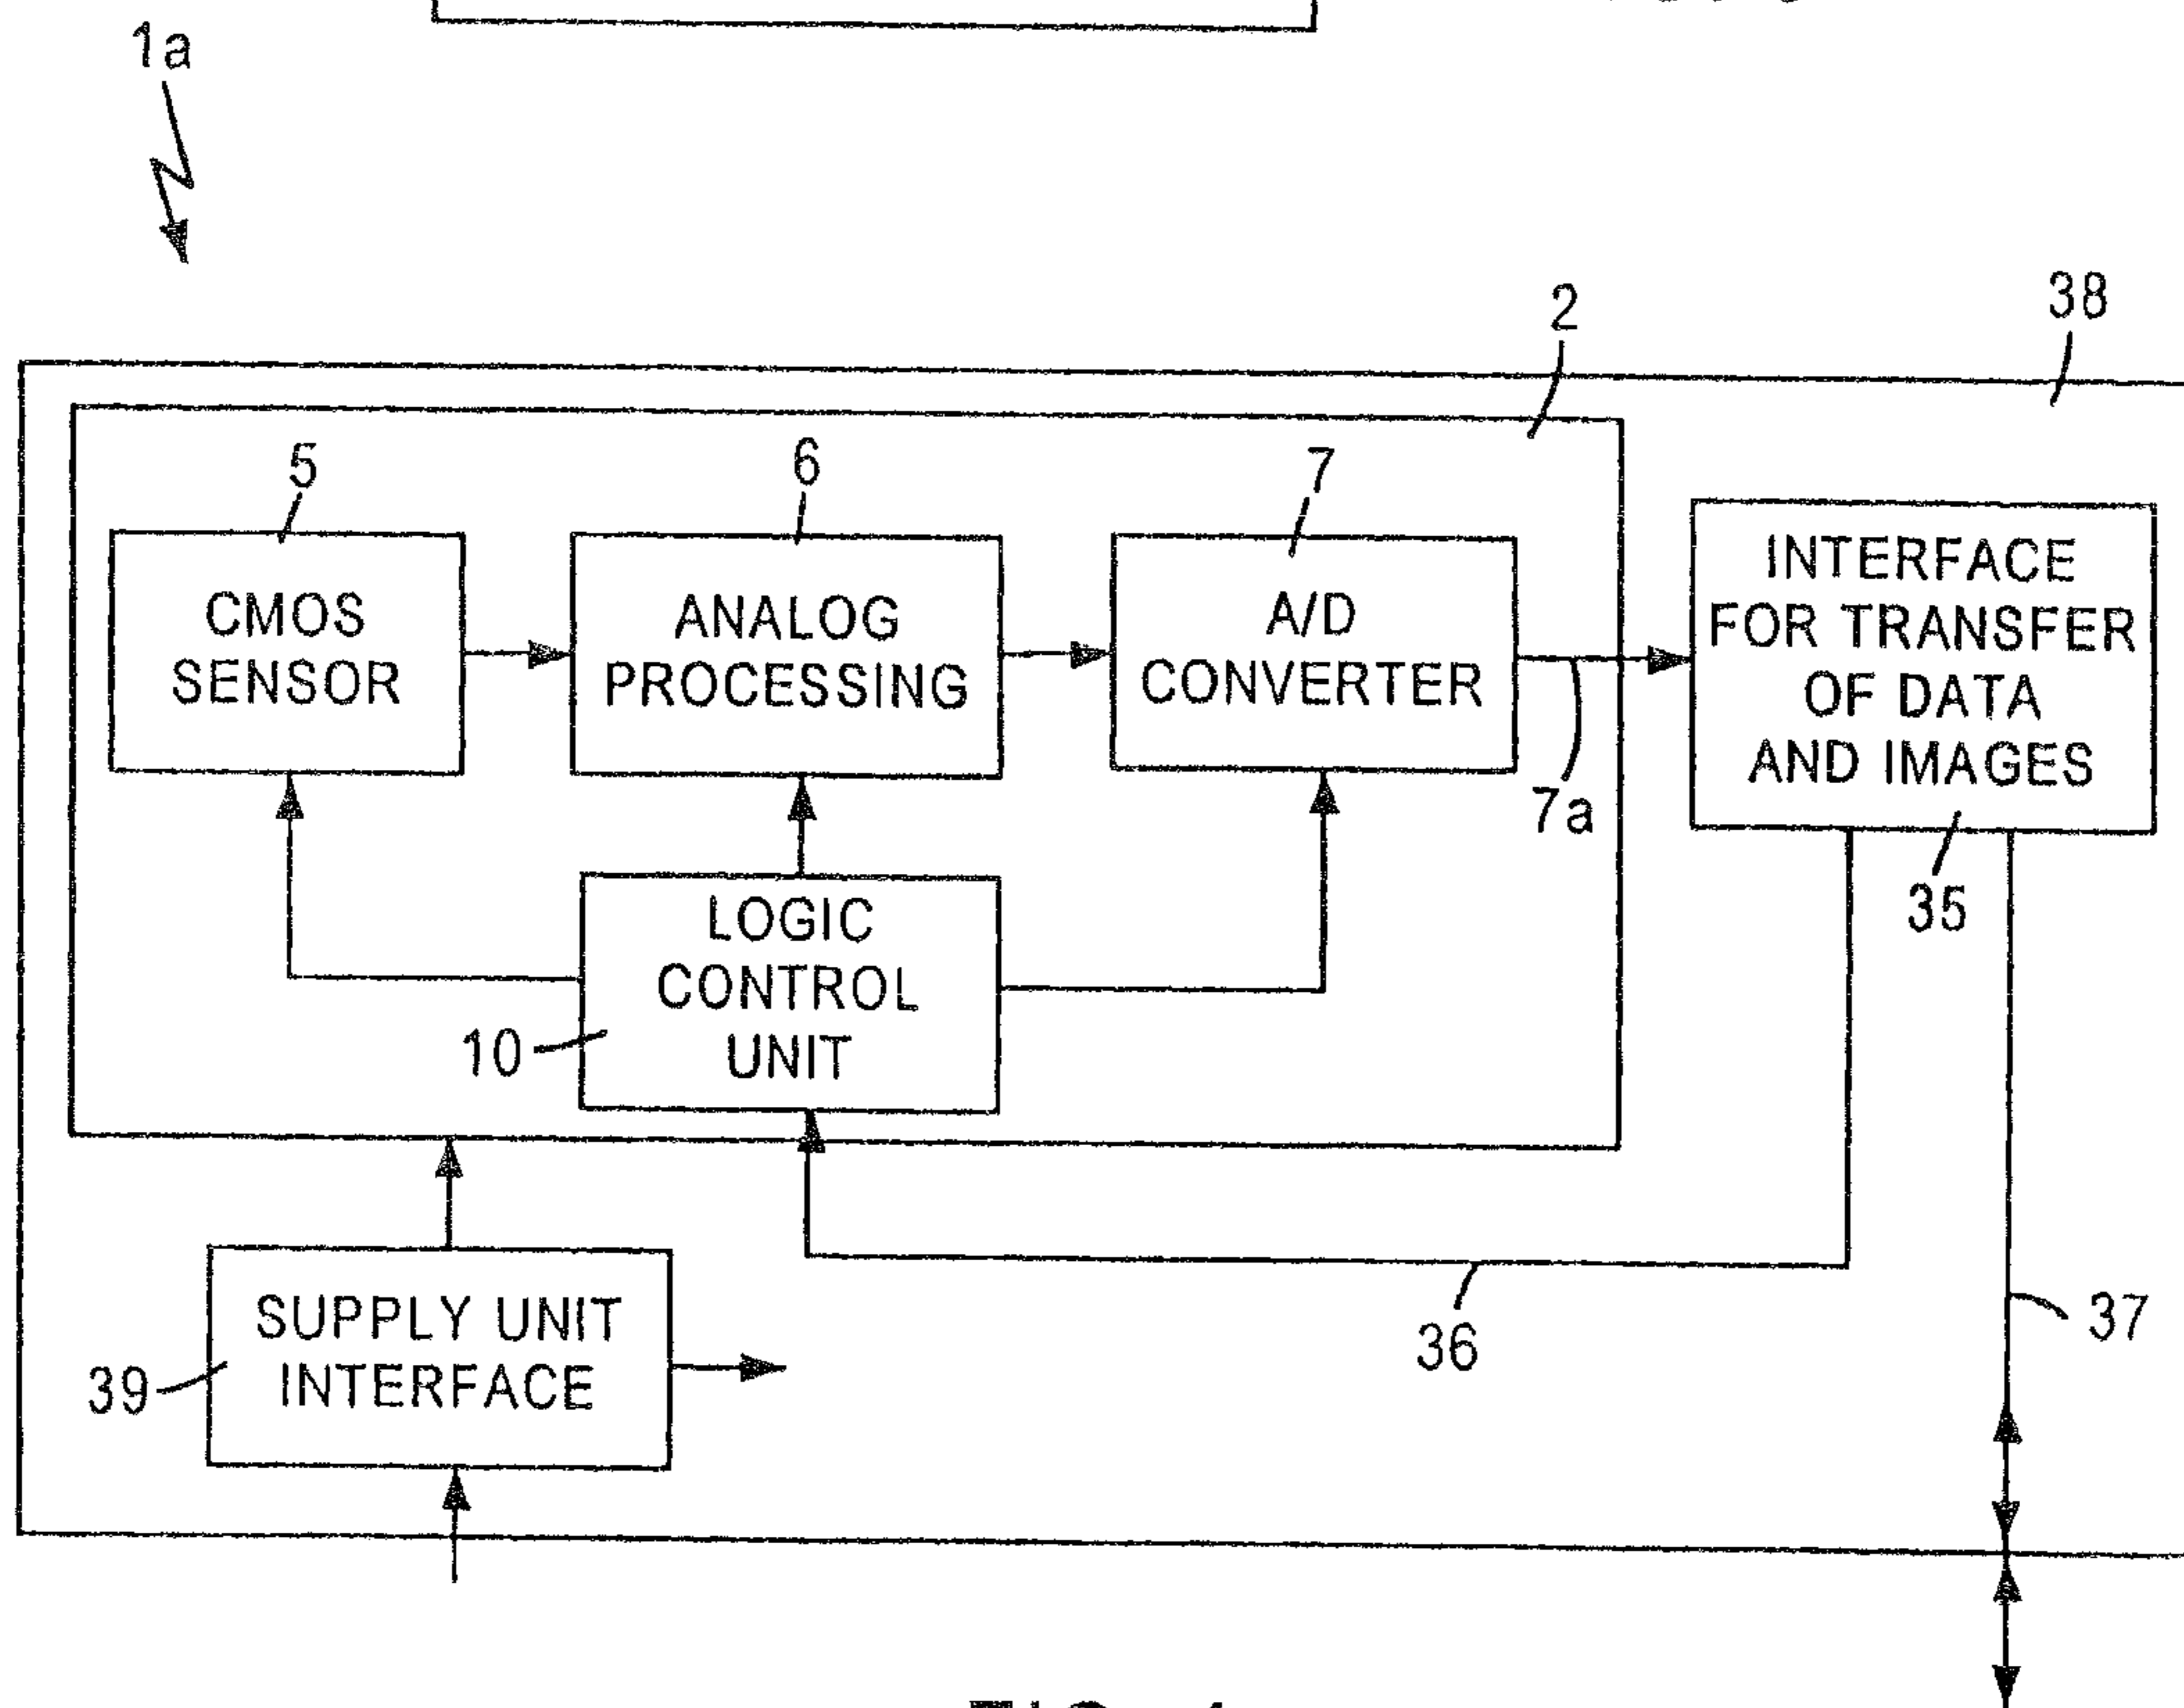 1a
2
38
5
6
7
CMOS
SENSOR
ANALOG
PROCESSING
A/D
CONVERTER
INTERFACE
FOR TRANSFER
OF DATA
AND IMAGES
7a
35
LOGIC
CONTROL
UNIT
10
SUPPLY UNIT
INTERFACE
39
36
37